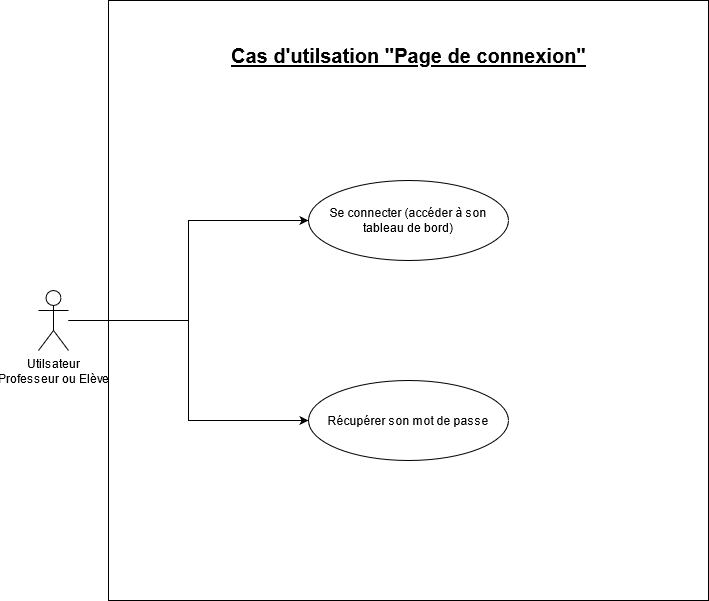 Cas d'utilsation "Page de connexion"
Se connecter (accéder à son
tableau de bord)
Utilsateur
Professeur ou Elève
Récupérer son mot de passe